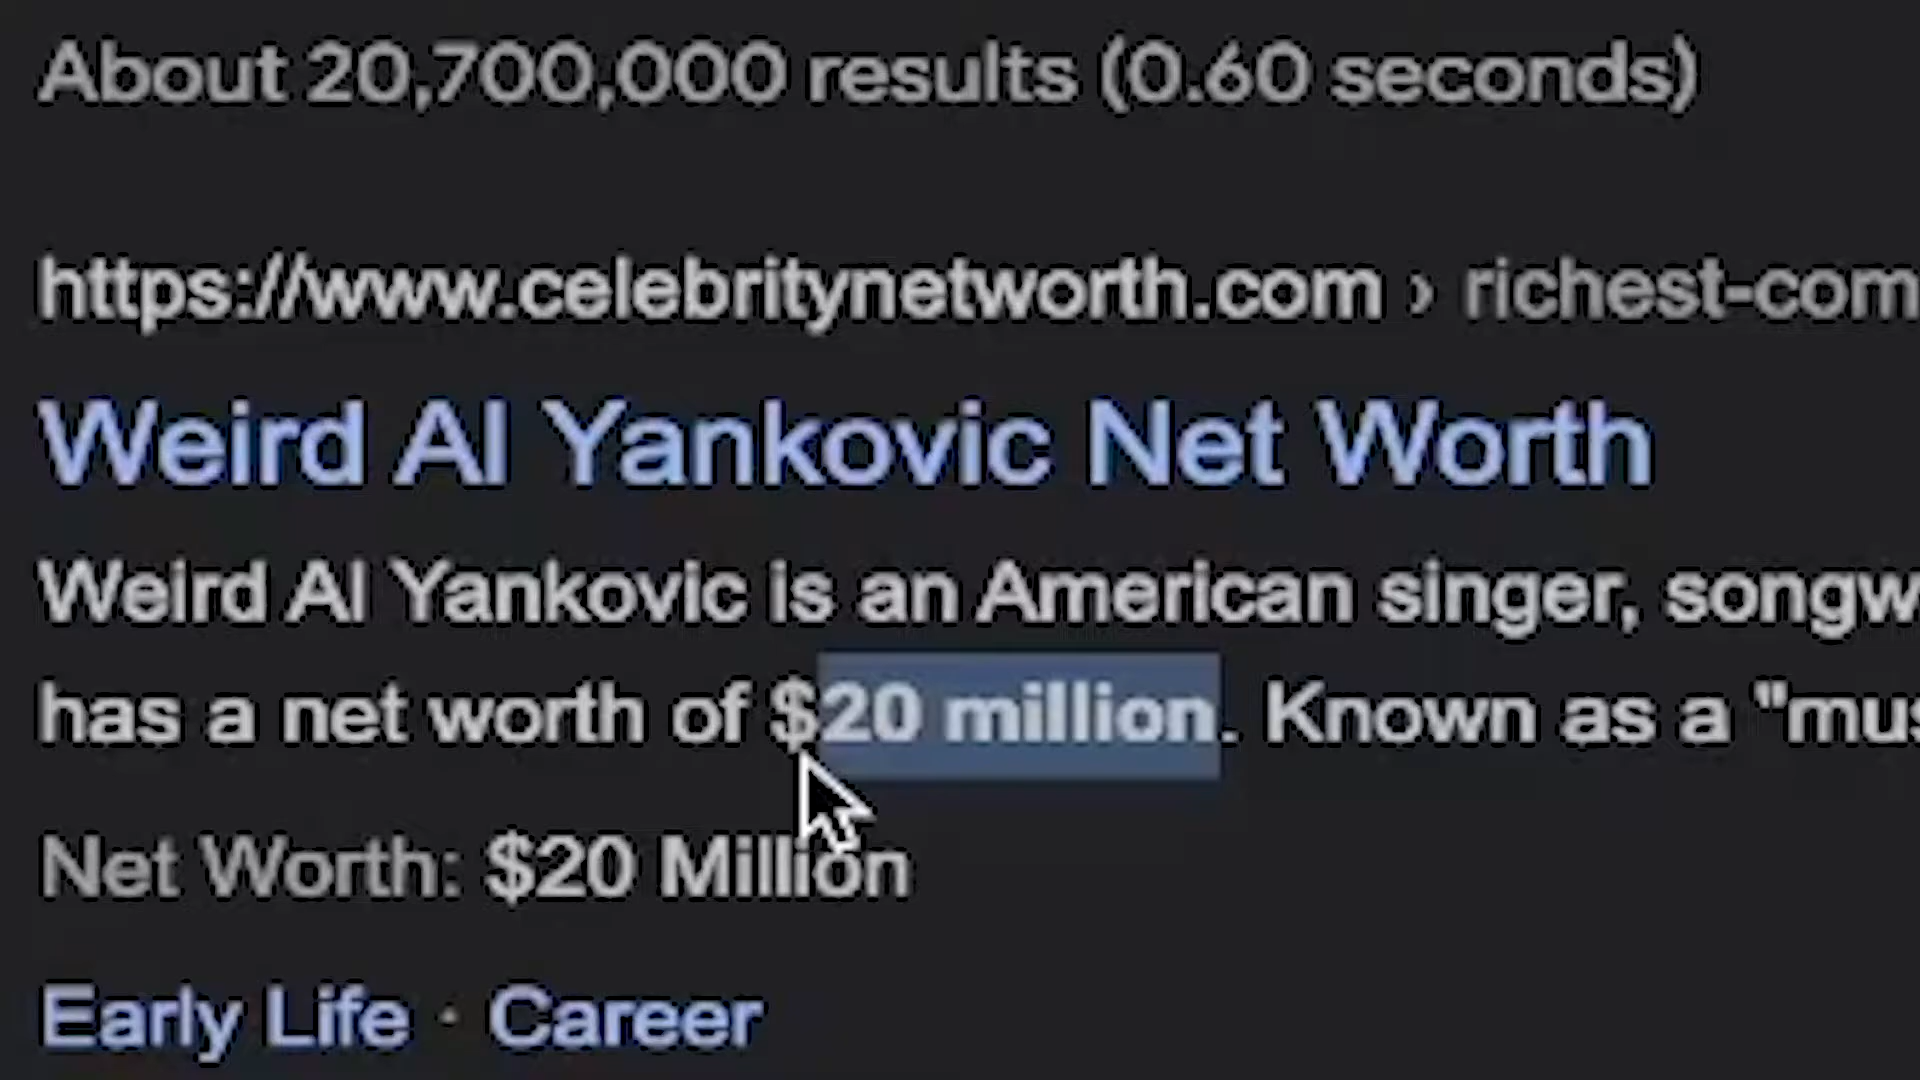 About 20,700,000 results (0.60 seconds)
https://www.celebritynetworth.com › richest-com
Weird Al Yankovic Net Worth
Weird Al Yankovic is an American singer, songw
has a net worth of $20 million. Known as a "mus
Net Worth: $20 Million
Early Life · Career